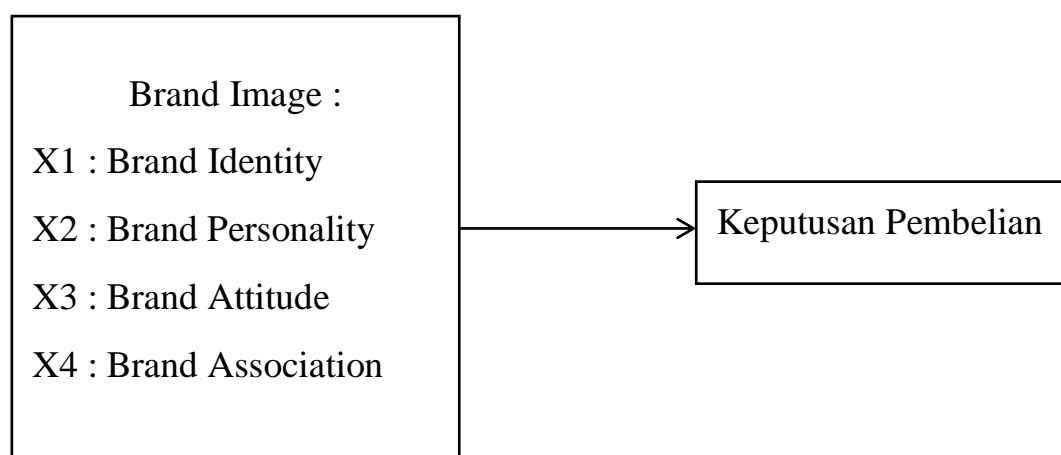 Brand Image :
X1 : Brand Identity
X2 : Brand Personality
X3 : Brand Attitude
X4 : Brand Association
Keputusan Pembelian